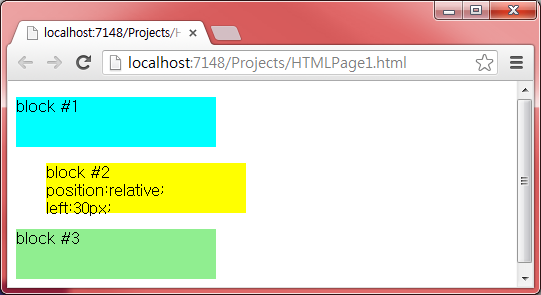 localhost:7148/Projects/H
localhost:7148/Projects/HTMLPage1.html
block #1
block #2
position:relative;
left:30px;
block #3